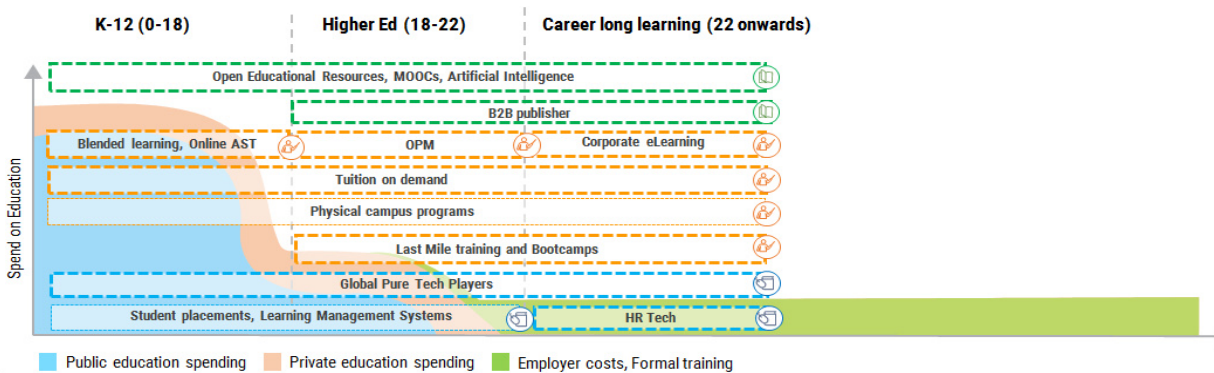 K-12 (0-18)
Higher Ed (18-22)
Career long learning (22 onwards)
Spend on Education
Open Educational Resources, MOOCs, Artificial Intelligence
B2B publisher
Blended learning, Online AST
OPM
Corporate eLearning
Tuition on demand
Physical campus programs
Last Mile training and Bootcamps
Global Pure Tech Players
Student placements, Learning Management Systems
HR Tech
Public education spending
Private education spending
Employer costs, Formal training